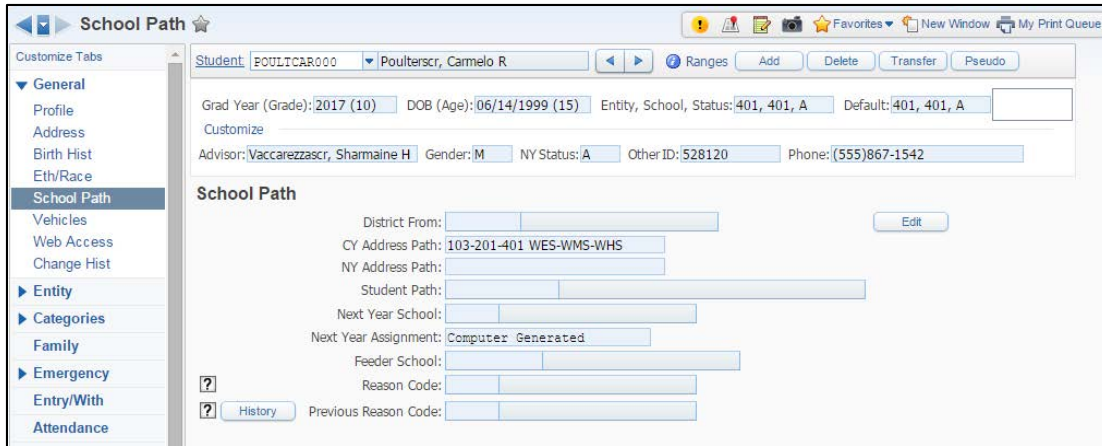 School Path
Favorites New Window My Print Queue
Customize Tabs
General
Profile
Address
Birth Hist
Eth/Race
School Path
Vehicles
Web Access
Change Hist
Entity
Categories
Family
Emergency
Entry/With
Attendance
Student: POULTCAR000 Poulterscr, Carmelo R Ranges Add Delete Transfer Pseudo
Grad Year (Grade): 2017 (10) DOB (Age): 06/14/1999 (15) Entity, School, Status: 401, 401, A Default: 401, 401, A
Customize
Advisor: Vaccarezzascr, Sharmaine H Gender: M NY Status: A Other ID: 528120 Phone: (555)867-1542
School Path
District From: Edit
CY Address Path: 103-201-401 WES-WMS-WHS
NY Address Path:
Student Path:
Next Year School:
Next Year Assignment: Computer Generated
Feeder School:
? Reason Code:
? History Previous Reason Code: